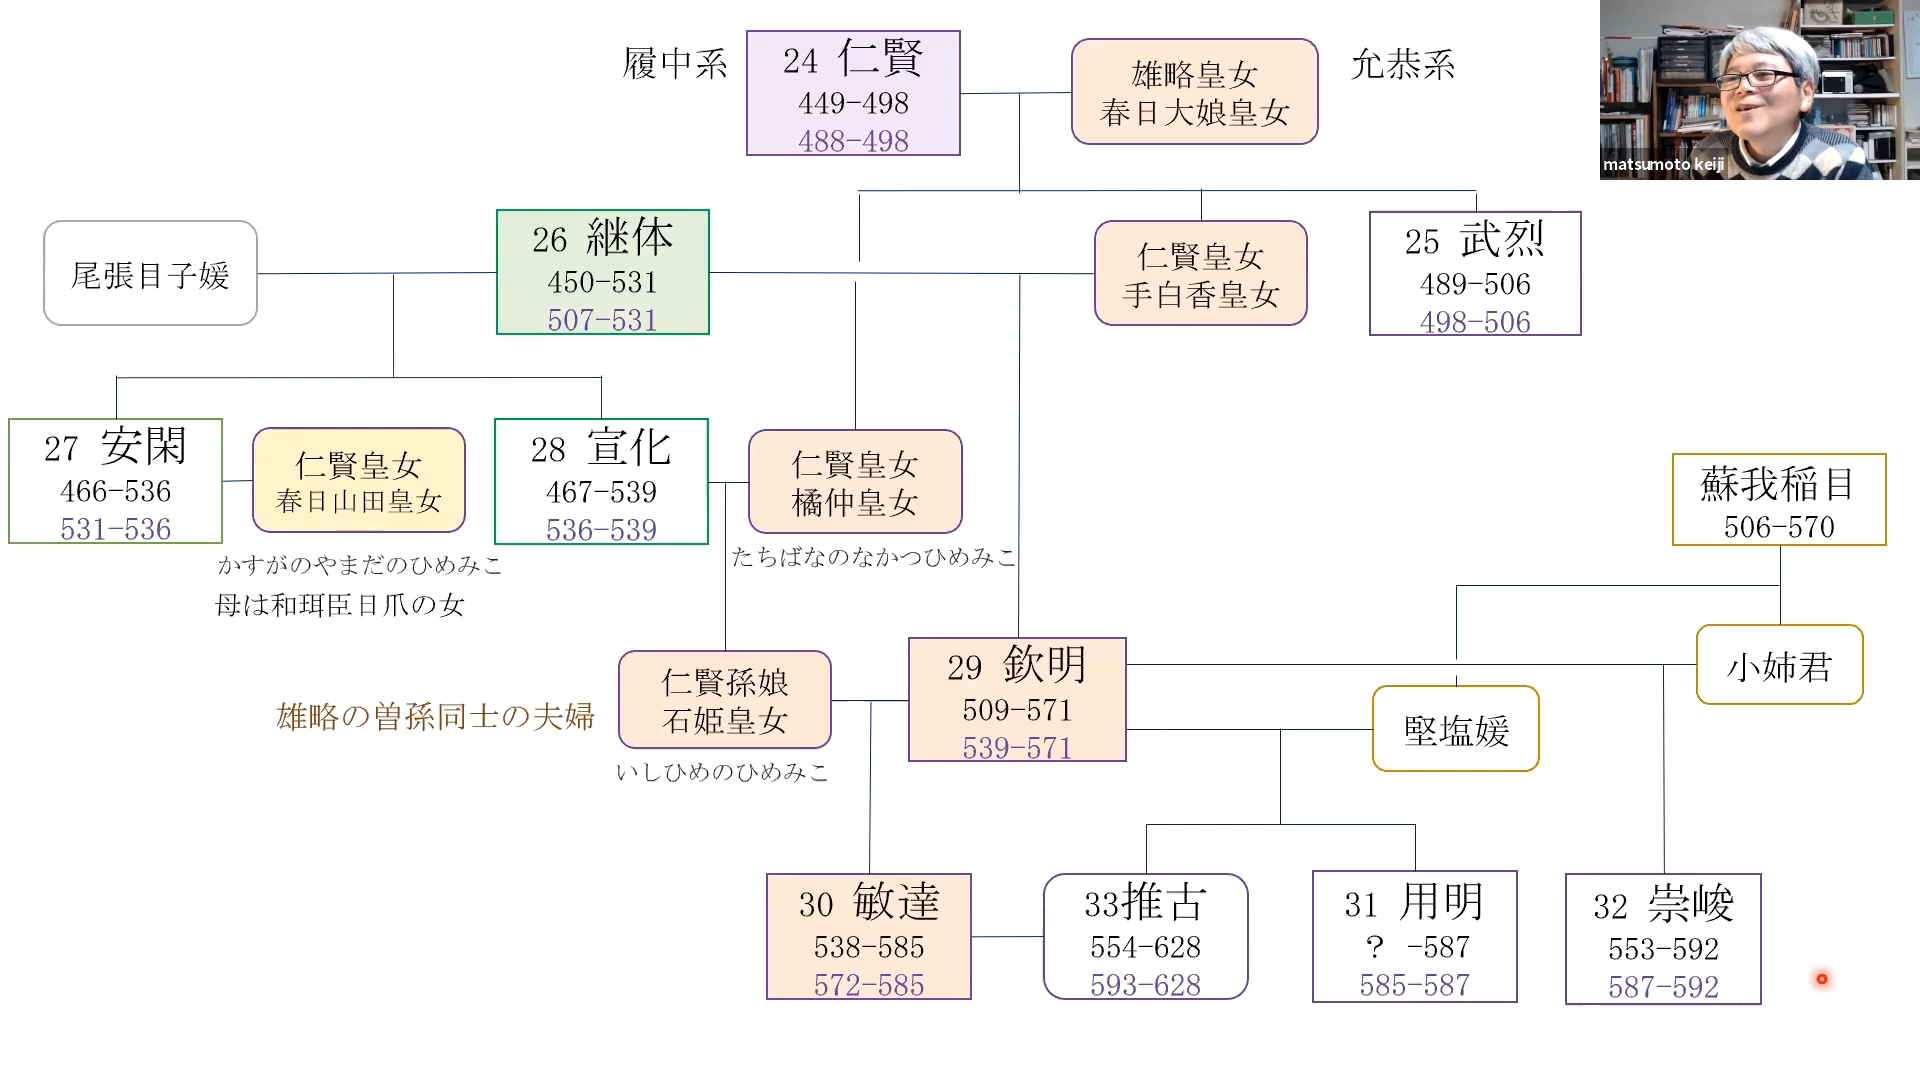 履中系
24 仁賢
449-498
488-498
雄略皇女
春日大娘皇女
允恭系
matsumoto keiji
尾張目子媛
26 継体
450-531
507-531
仁賢皇女
手白香皇女
25 武烈
489-506
498-506
27 安閑
466-536
531-536
仁賢皇女
春日山田皇女
かすがのやまだのひめみこ
母は和珥臣日爪の女
28 宣化
467-539
536-539
仁賢皇女
橘仲皇女
たちばなのなかつひめみこ
蘇我稲目
506-570
雄略の曽孫同士の夫婦
仁賢孫娘
石姫皇女
いしひめのひめみこ
29 欽明
509-571
539-571
小姉君
堅塩媛
30 敏達
538-585
572-585
33推古
554-628
593-628
31 用明
？ -587
585-587
32 崇峻
553-592
587-592